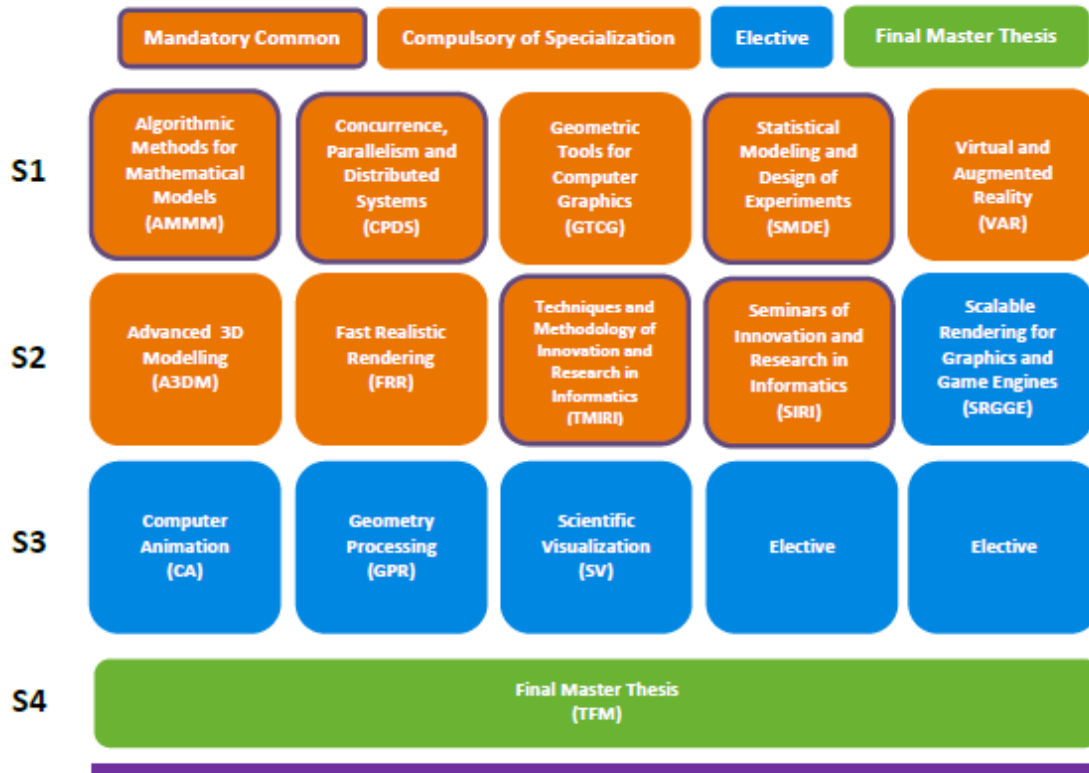 Mandatory Common
Compulsory of Specialization
Elective
Final Master Thesis
S1
Algorithmic
Methods for
Mathematical
Models
(AMMM)
Concurrence,
Parallelism and
Distributed
Systems
(CPDS)
Geometric
Tools for
Computer
Graphics
(GTCG)
Statistical
Modeling and
Design of
Experiments
(SMDE)
Virtual and
Augmented
Reality
(VAR)
S2
Advanced 3D
Modelling
(A3DM)
Fast Realistic
Rendering
(FRR)
Techniques and
Methodology of
Innovation and
Research in
Informatics
(TMIRI)
Seminars of
Innovation and
Research in
Informatics
(SIRI)
Scalable
Rendering for
Graphics and
Game Engines
(SRGGE)
S3
Computer
Animation
(CA)
Geometry
Processing
(GPR)
Scientific
Visualization
(SV)
Elective
Elective
S4
Final Master Thesis
(TFM)